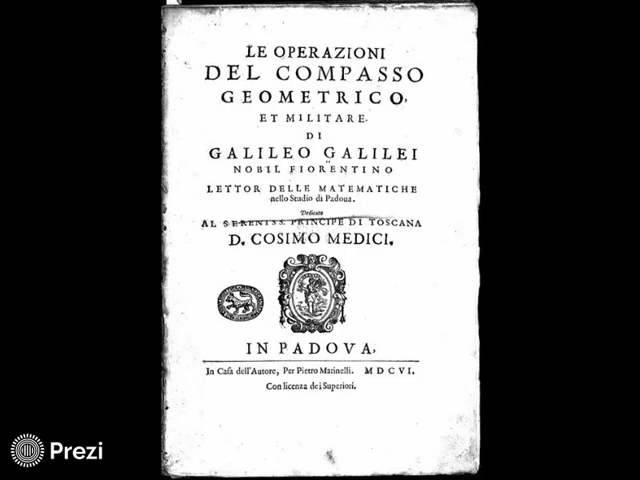 LE OPERAZIONI
DEL COMPASSO
GEOMETRICO,
ET MILITARE.
DI
GALILEO GALILEI
NOBIL FIORENTINO
LETTOR DELLE MATEMATICHE
nello Studio di Padoua.
Dedicato
AL SERENISS. PRINCIPE DI TOSCANA
D. COSIMO MEDICI.
IN PADOVA,
In Casa dell'Autore, Per Pietro Marinelli. MDCVI.
Con licenza de i Superiori.
Prezi